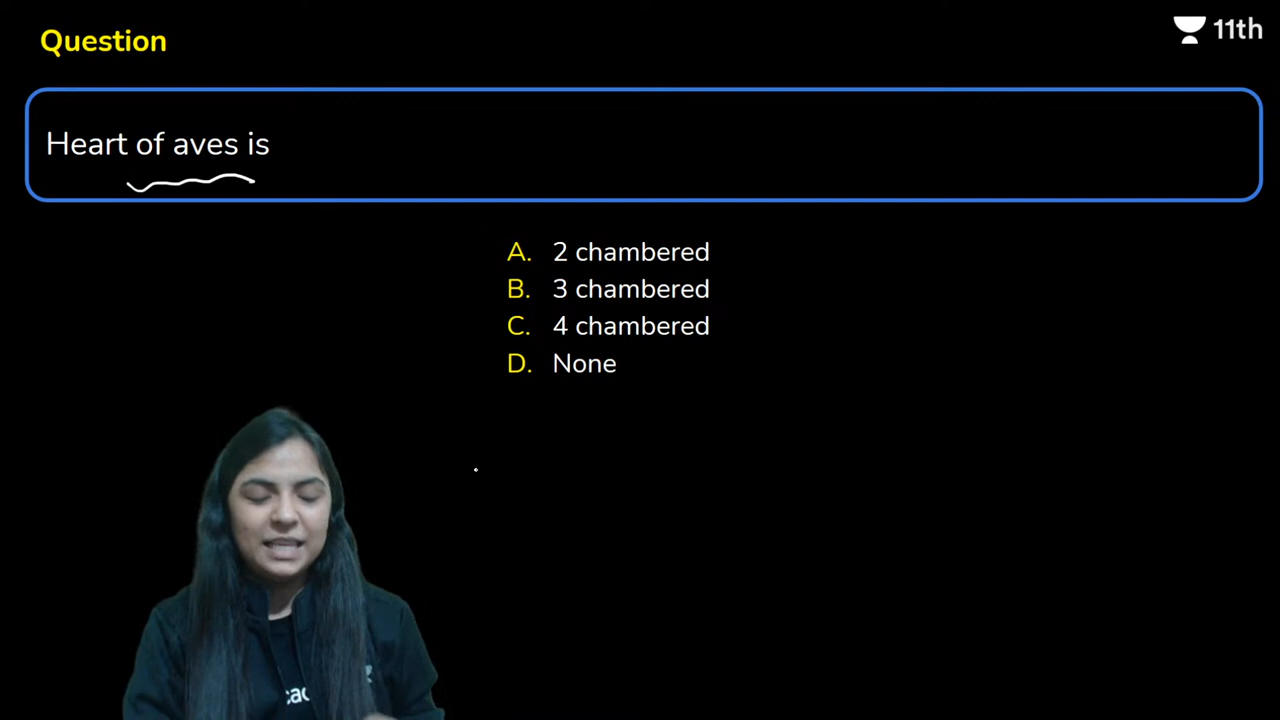 Question
11th
Heart of aves is
A. 2 chambered
B. 3 chambered
C. 4 chambered
D. None